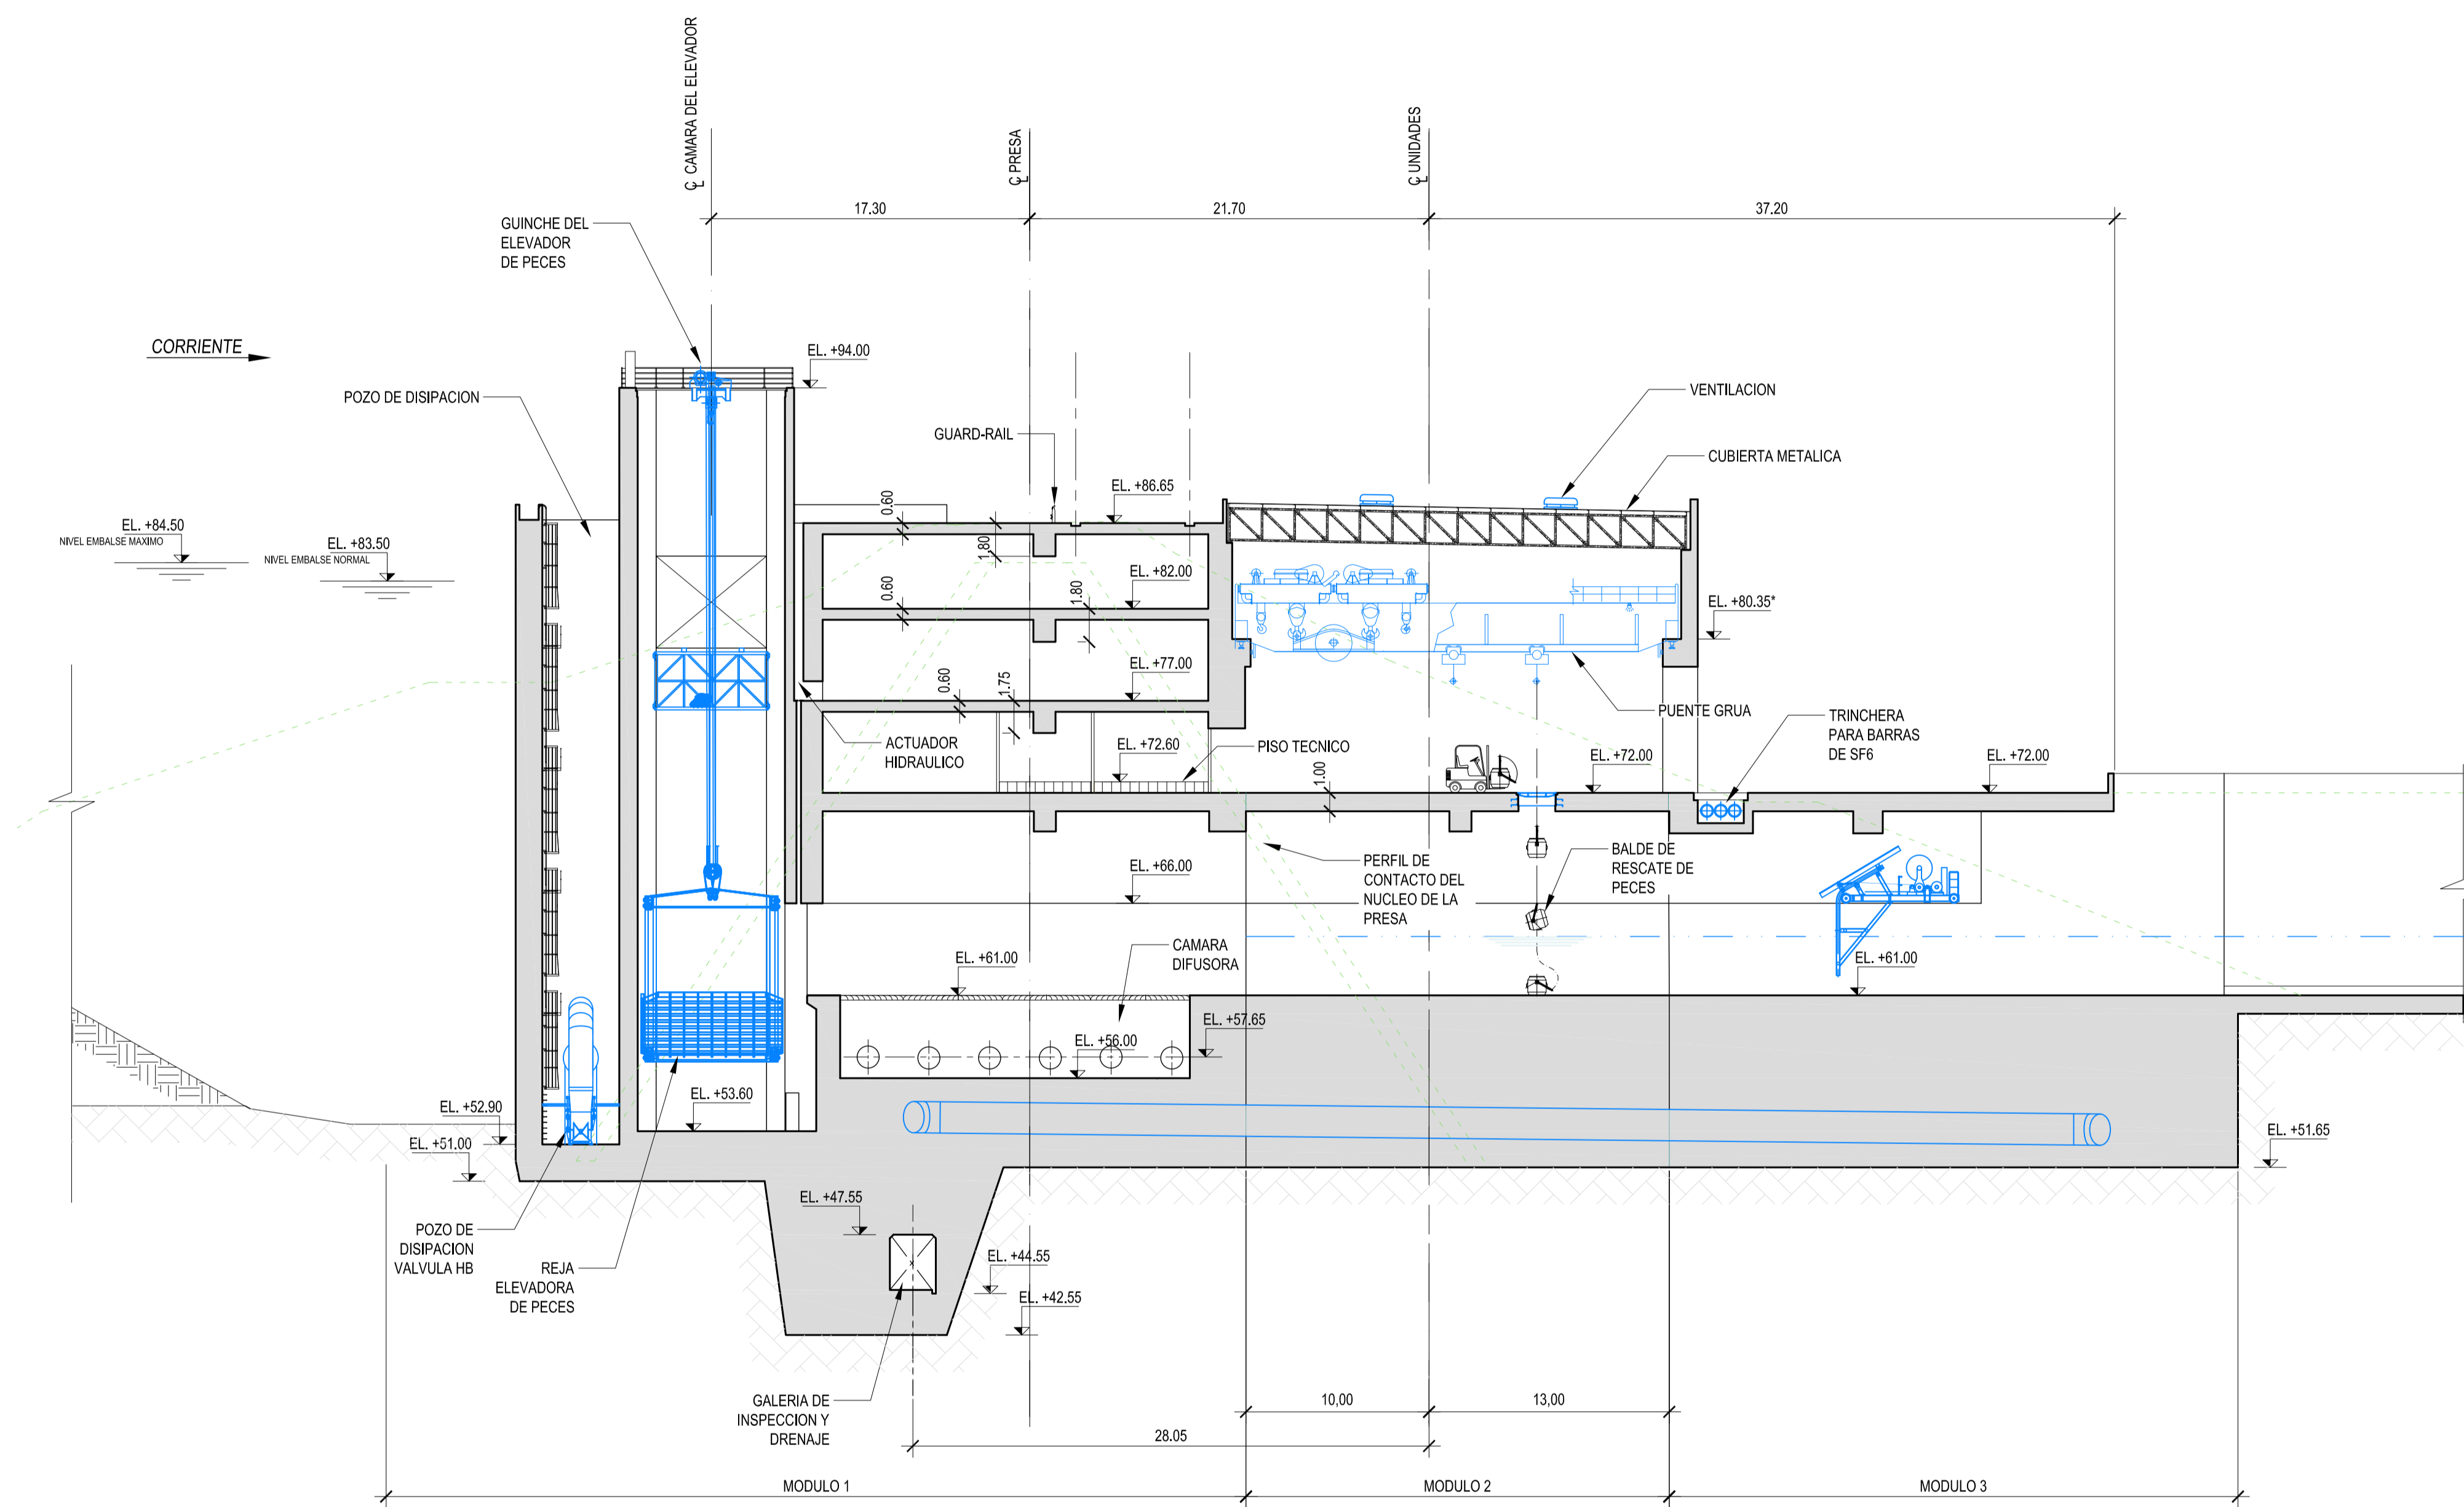 ℄ CAMARA DEL ELEVADOR
℄ PRESA
℄ UNIDADES
17.30
21.70
37.20
GUINCHE DEL
ELEVADOR
DE PECES
CORRIENTE
EL. +94.00
POZO DE DISIPACION
VENTILACION
GUARD-RAIL
CUBIERTA METALICA
EL. +86.65
0.60
EL. +84.50
NIVEL EMBALSE MAXIMO
EL. +83.50
NIVEL EMBALSE NORMAL
1.80
EL. +82.00
0.60
1.80
EL. +80.35*
EL. +77.00
0.60
1.75
PUENTE GRUA
TRINCHERA
PARA BARRAS
DE SF6
ACTUADOR
HIDRAULICO
EL. +72.60
PISO TECNICO
EL. +72.00
EL. +72.00
1.00
EL. +66.00
PERFIL DE
CONTACTO DEL
NUCLEO DE LA
PRESA
BALDE DE
RESCATE DE
PECES
CAMARA
DIFUSORA
EL. +61.00
EL. +61.00
EL. +57.65
EL. +56.00
EL. +53.60
EL. +52.90
EL. +51.00
EL. +51.65
EL. +47.55
POZO DE
DISIPACION
VALVULA HB
REJA
ELEVADORA
DE PECES
EL. +44.55
EL. +42.55
GALERIA DE
INSPECCION Y
DRENAJE
10,00
13,00
28.05
MODULO 1
MODULO 2
MODULO 3